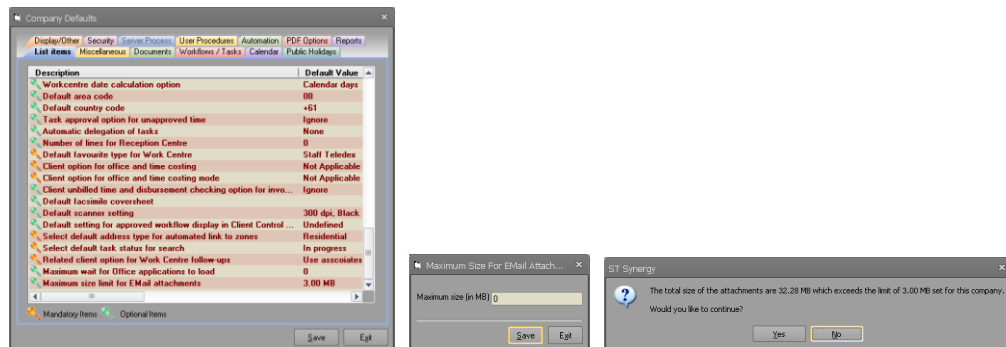 Company Defaults
Display/Other Security Server Process User Procedures Automation PDF Options Reports
List items Miscellaneous Documents Workflows / Tasks Calendar Public Holidays
Description Default Value
Workcentre date calculation option Calendar days
Default area code 08
Default country code +61
Task approval option for unapproved time Ignore
Automatic delegation of tasks None
Number of lines for Reception Centre 0
Default favourite type for Work Centre Staff Teledex
Client option for office and time costing Not Applicable
Client option for office and time costing mode Not Applicable
Client unbilled time and disbursement checking option for invo... Ignore
Default facsimile coversheet
Default scanner setting 300 dpi, Black
Default setting for approved workflow display in Client Control ... Undefined
Select default address type for automated link to zones Residential
Select default task status for search In progress
Related client option for Work Centre follow-ups Use asscoiates
Maximum wait for Office applications to load 0
Maximum size limit for EMail attachments 3.00 MB
Mandatory Items Optional Items
Save Exit
Maximum Size For EMail Attach...
Maximum size (in MB) 0
Save Exit
ST Synergy
The total size of the attachments are 32.28 MB which exceeds the limit of 3.00 MB set for this company.
Would you like to continue?
Yes No